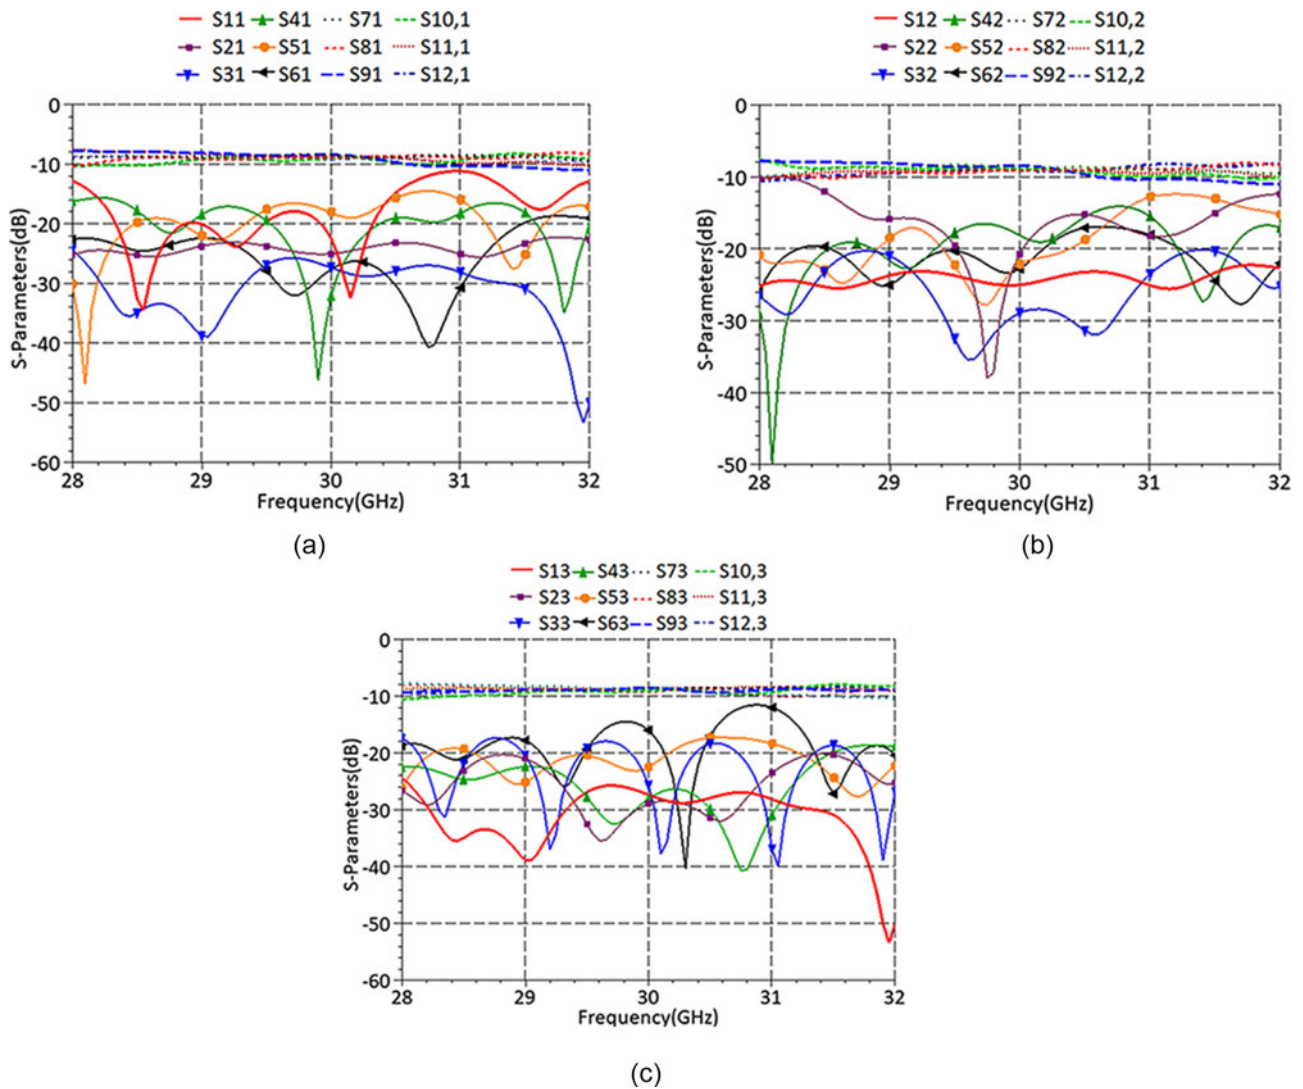 S11 S41 S71 S10,1
S21 S51 S81 S11,1
S31 S61 S91 S12,1
0
-10
-20
-30
-40
-50
-60
S-Parameters(dB)
28 29 30 31 32
Frequency(GHz)
(a)
S12 S42 S72 S10,2
S22 S52 S82 S11,2
S32 S62 S92 S12,2
0
-10
-20
-30
-40
-50
S-Parameters(dB)
28 29 30 31 32
Frequency(GHz)
(b)
S13 S43 S73 S10,3
S23 S53 S83 S11,3
S33 S63 S93 S12,3
0
-10
-20
-30
-40
-50
-60
S-Parameters(dB)
28 29 30 31 32
Frequency(GHz)
(c)